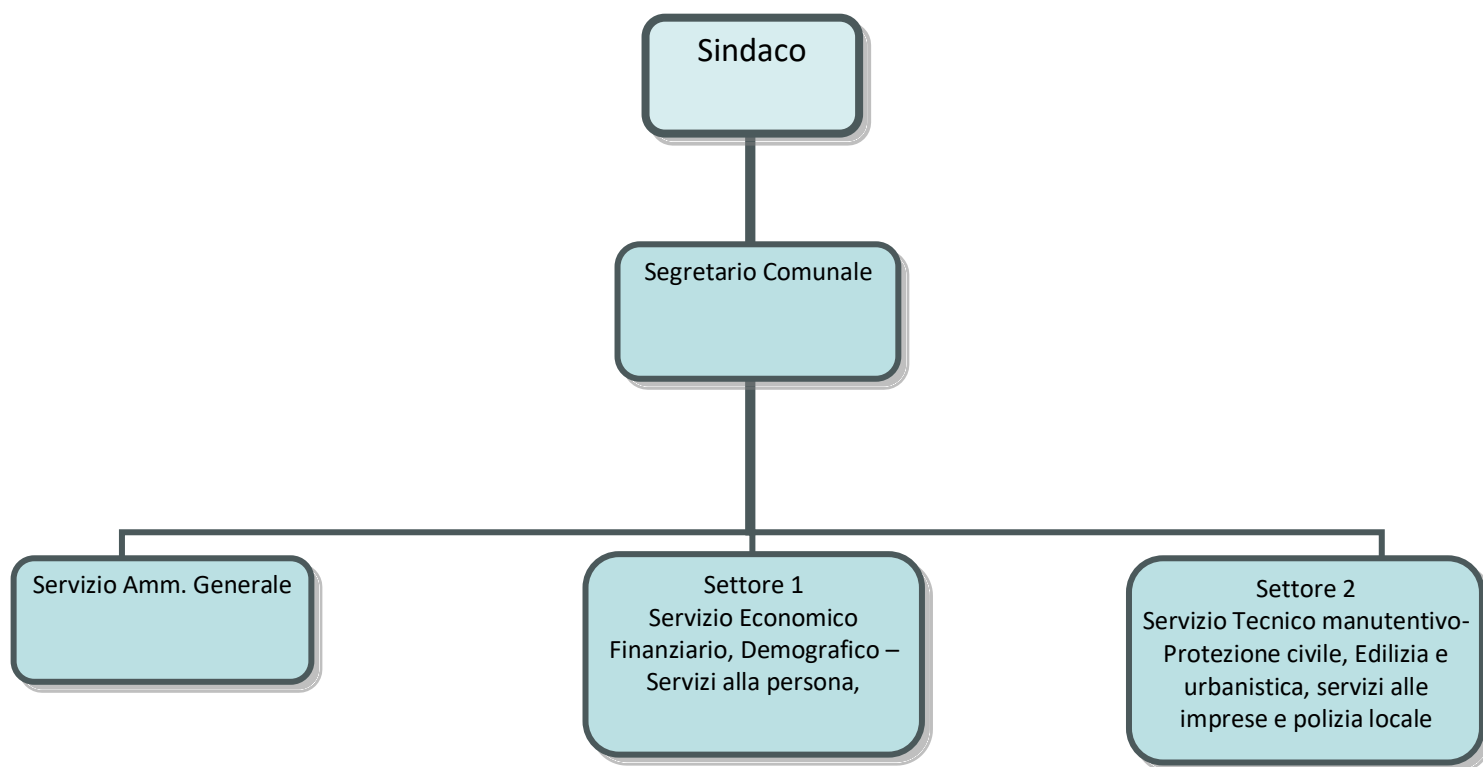 Sindaco
Segretario Comunale
Servizio Amm. Generale
Settore 1
Servizio Economico
Finanziario, Demografico –
Servizi alla persona,
Settore 2
Servizio Tecnico manutentivo-
Protezione civile, Edilizia e
urbanistica, servizi alle
imprese e polizia locale